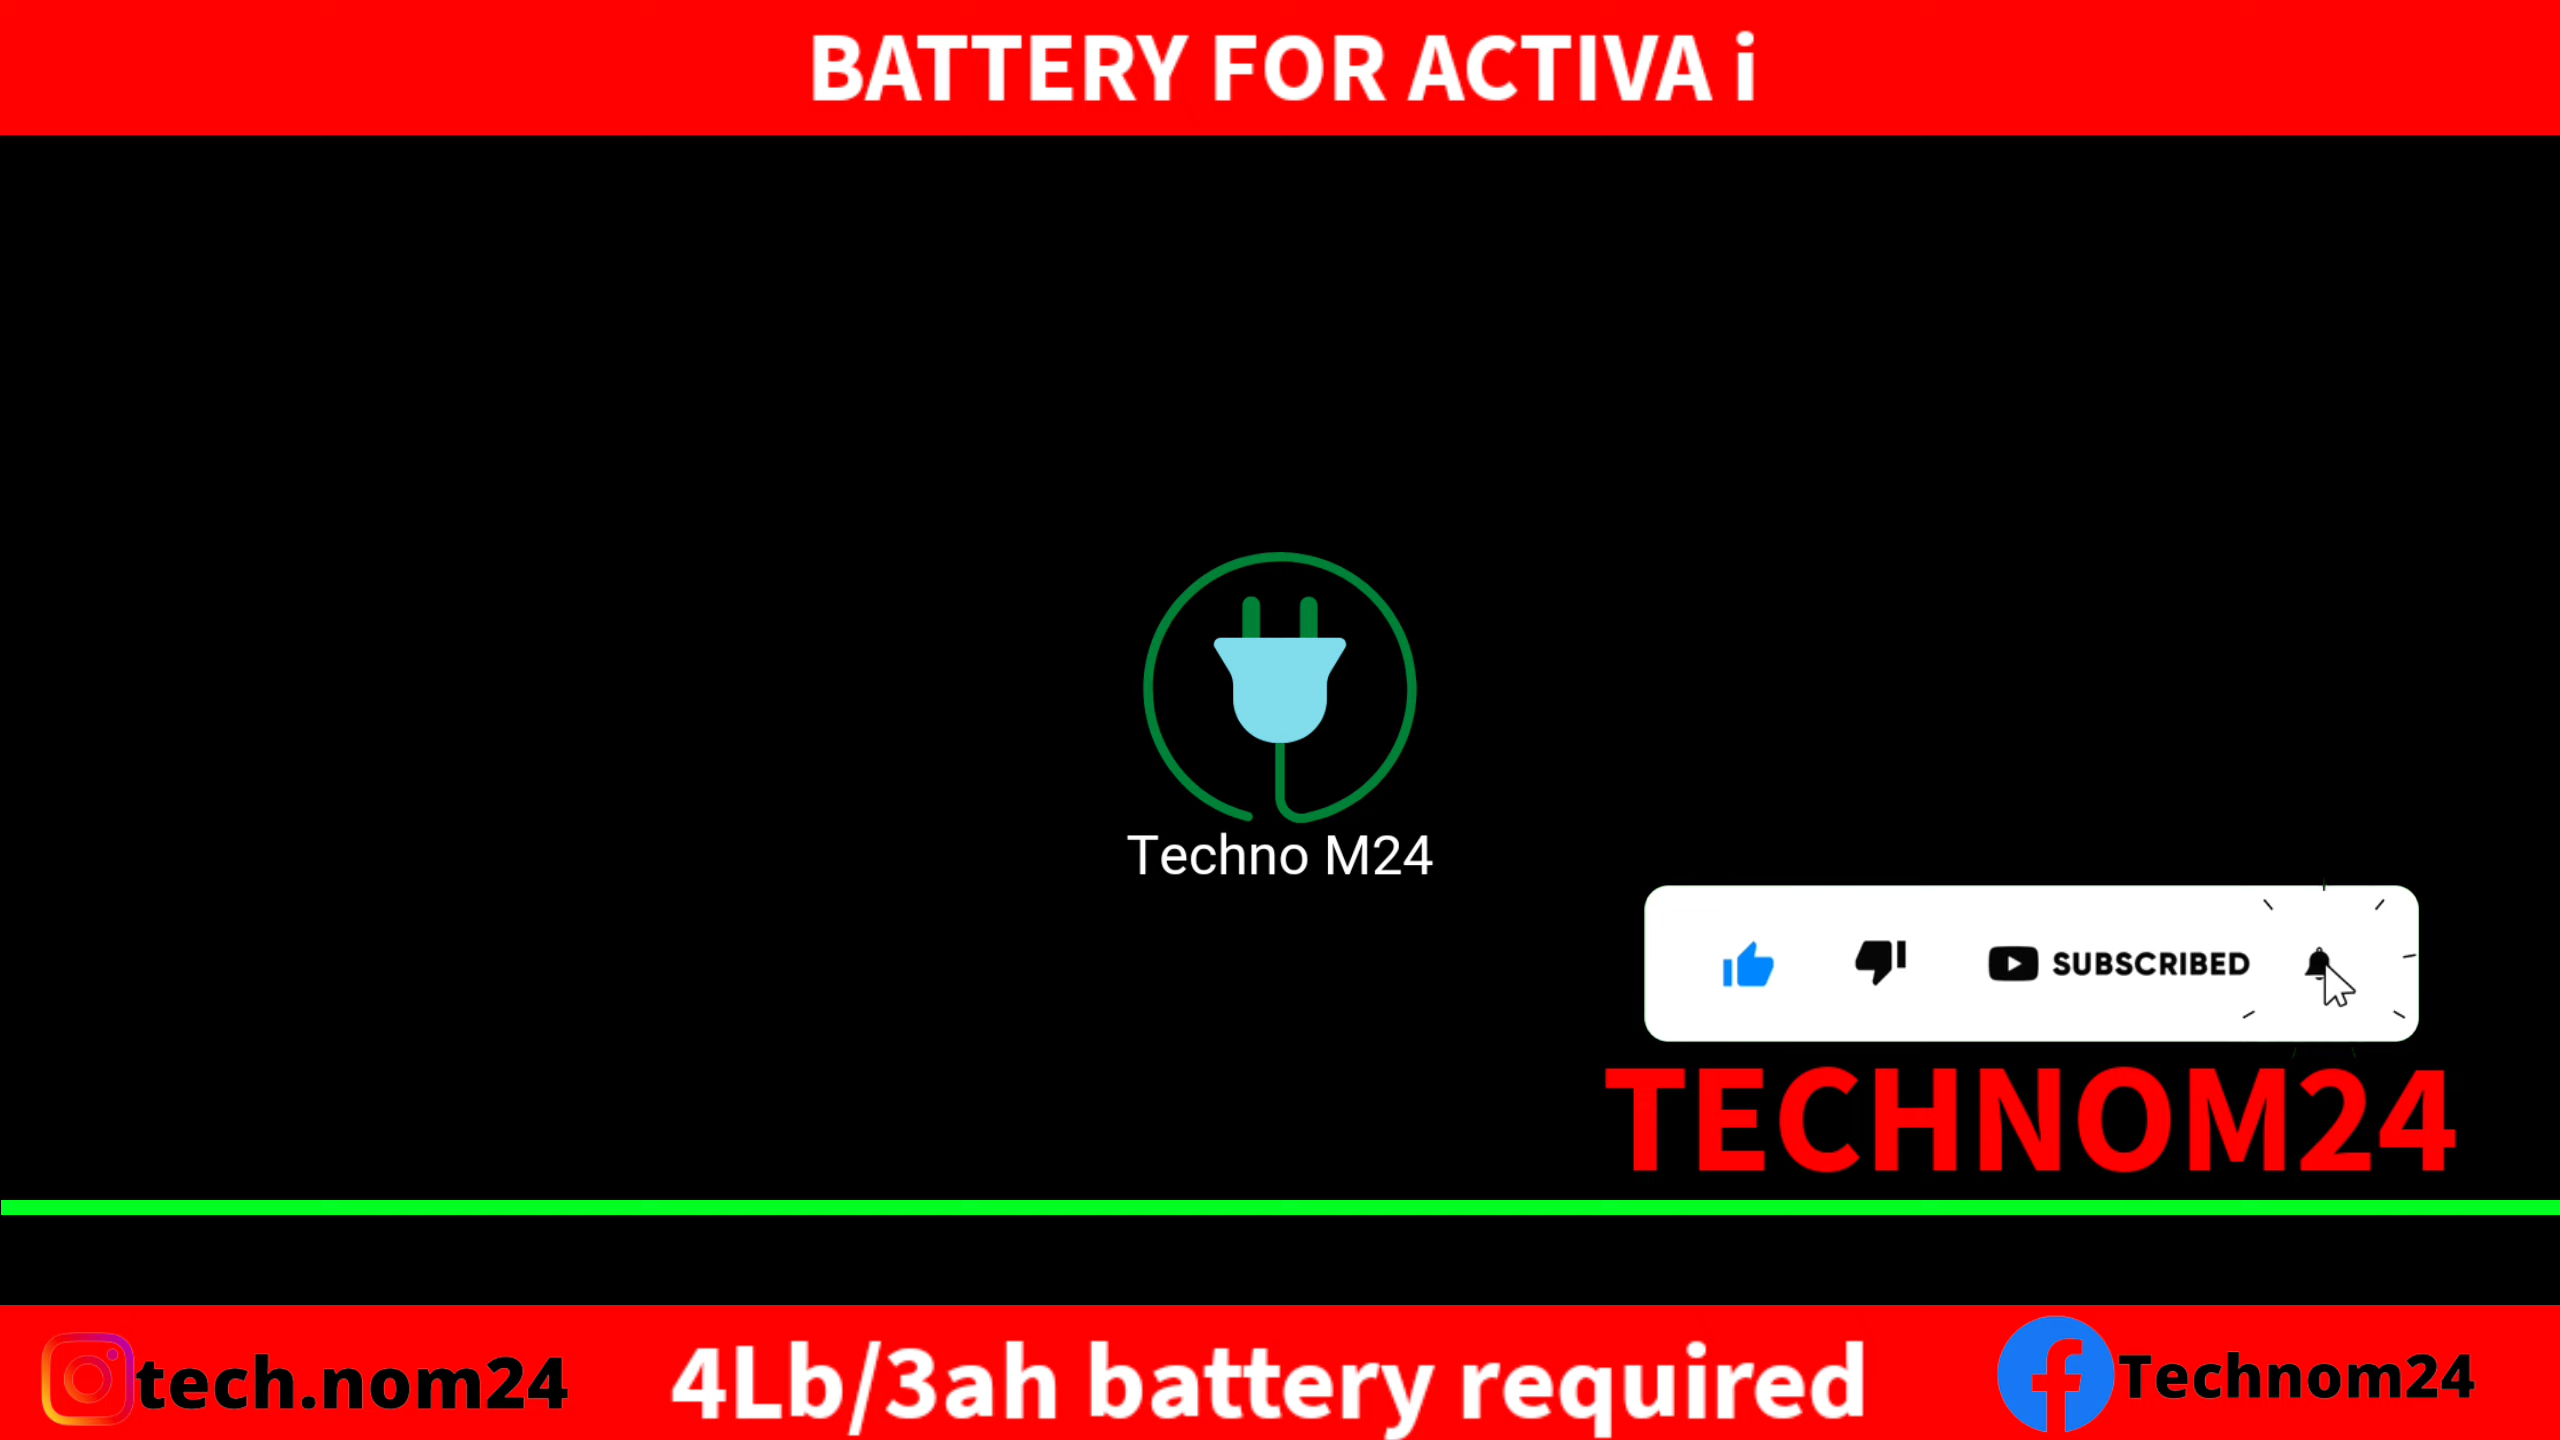 BATTERY FOR ACTIVA i
Techno M24
SUBSCRIBED
TECHNOM24
tech.nom24
4Lb/3ah battery required
Technom24